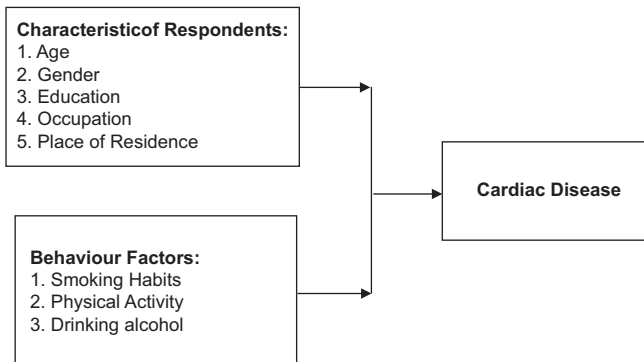 Characteristicof Respondents:
1. Age
2. Gender
3. Education
4. Occupation
5. Place of Residence
Cardiac Disease
Behaviour Factors:
1. Smoking Habits
2. Physical Activity
3. Drinking alcohol